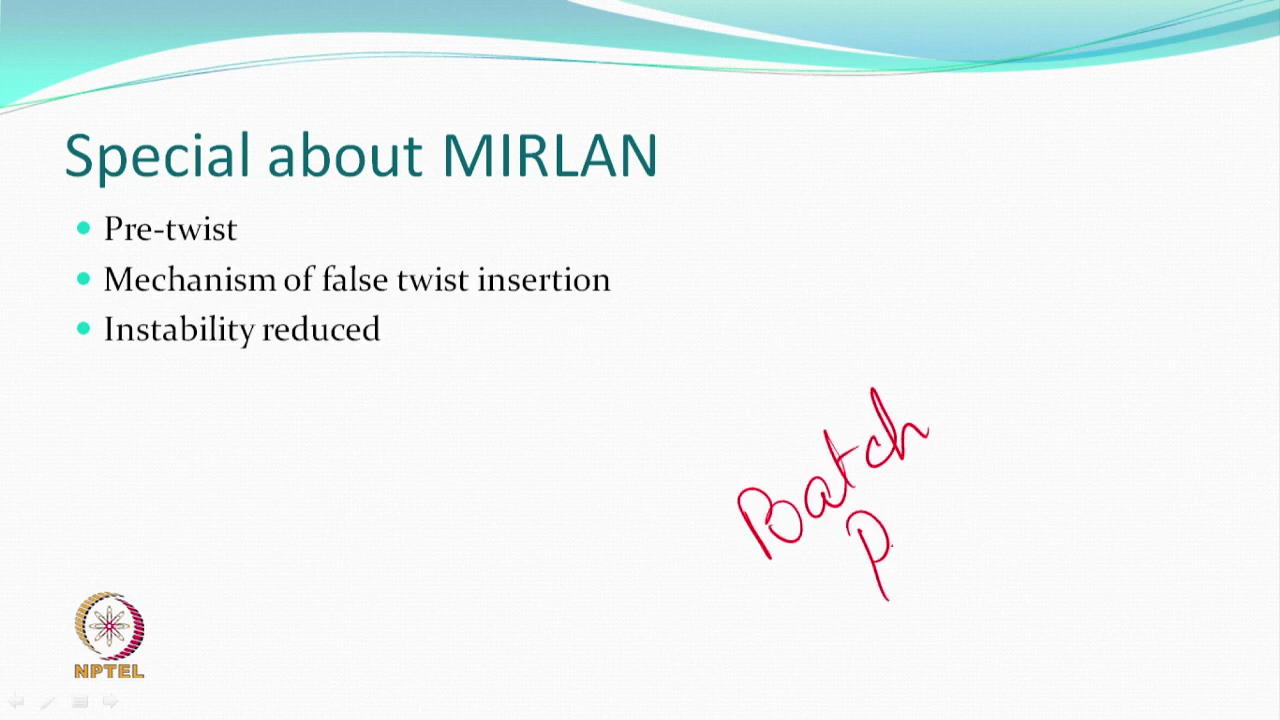 Special about MIRLAN
Pre-twist
Mechanism of false twist insertion
Instability reduced
Batch
P
NPTEL